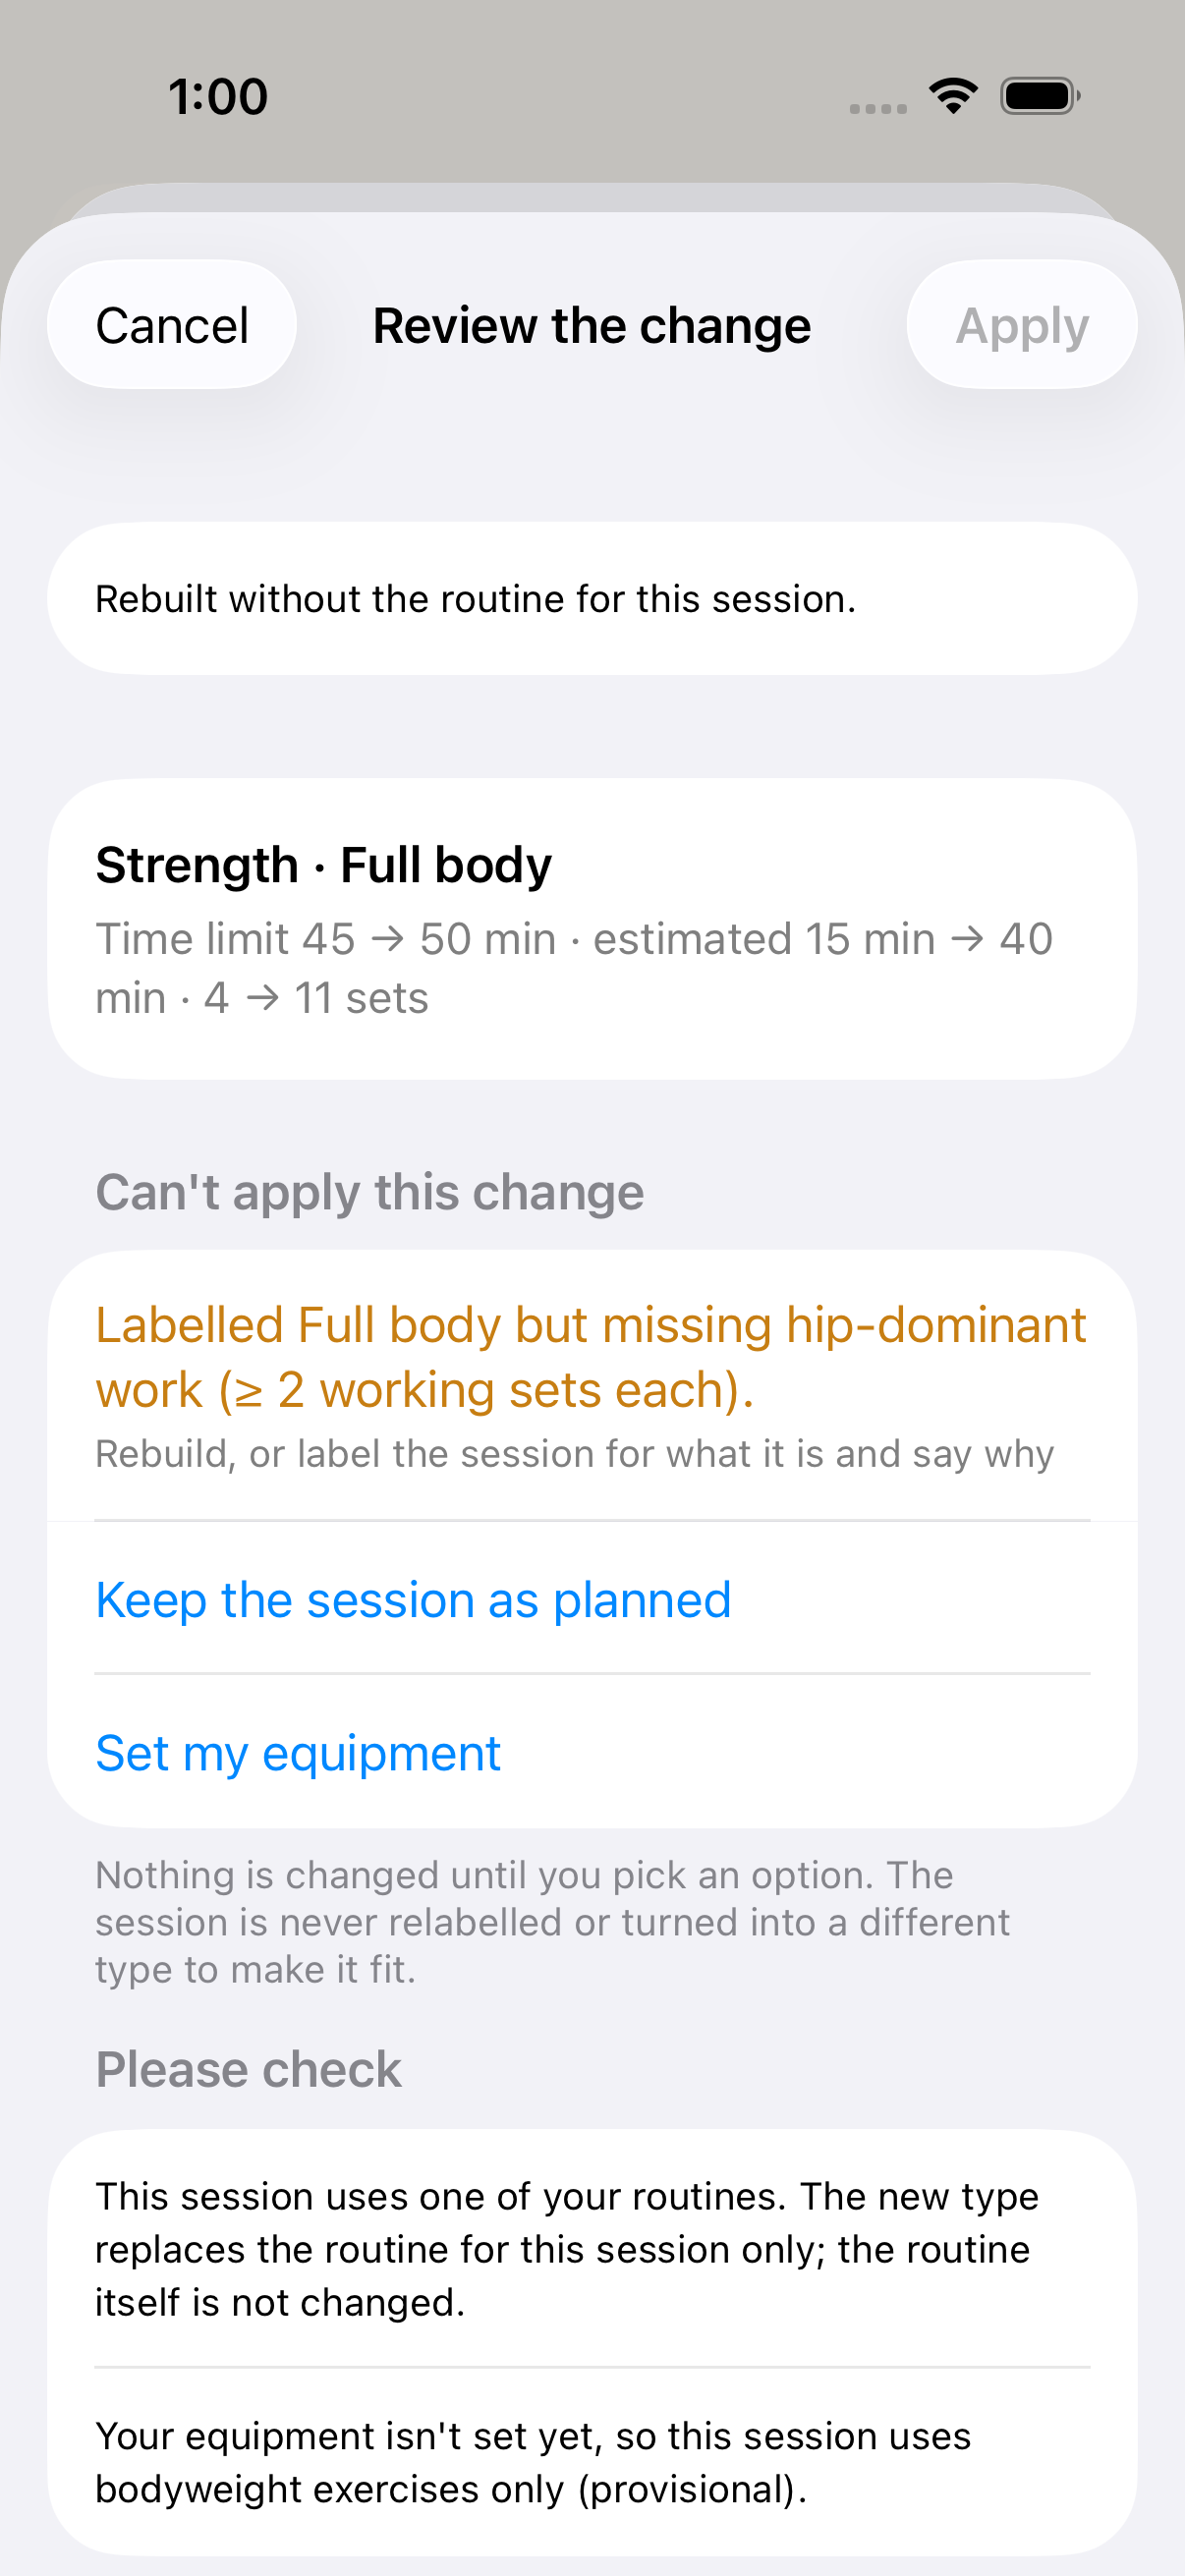 1:00
Cancel
Review the change
Apply
Rebuilt without the routine for this session.
Strength · Full body
Time limit 45 → 50 min · estimated 15 min → 40
min · 4 → 11 sets
Can't apply this change
Labelled Full body but missing hip-dominant
work (≥ 2 working sets each).
Rebuild, or label the session for what it is and say why
Keep the session as planned
Set my equipment
Nothing is changed until you pick an option. The
session is never relabelled or turned into a different
type to make it fit.
Please check
This session uses one of your routines. The new type
replaces the routine for this session only; the routine
itself is not changed.
Your equipment isn't set yet, so this session uses
bodyweight exercises only (provisional).